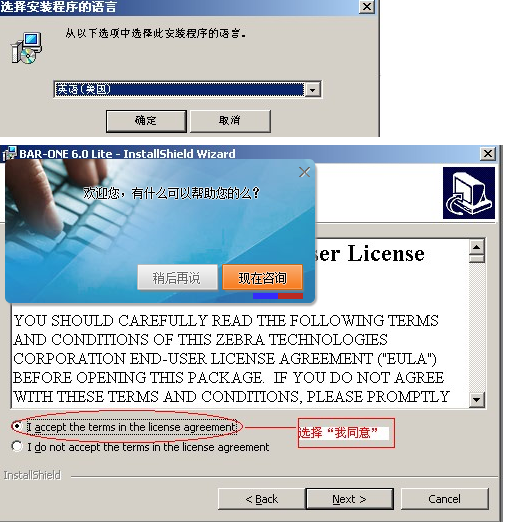 选择安装程序的语言
从以下选项中选择此安装程序的语言。
英语(美国)
确定
取消
BAR-ONE 6.0 Lite - InstallShield Wizard
欢迎您，有什么可以帮助您的么？
稍后再说
现在咨询
ser License
YOU SHOULD CAREFULLY READ THE FOLLOWING TERMS
AND CONDITIONS OF THIS ZEBRA TECHNOLOGIES
CORPORATION END-USER LICENSE AGREEMENT ("EULA")
BEFORE OPENING THIS PACKAGE. IF YOU DO NOT AGREE
WITH THESE TERMS AND CONDITIONS, PLEASE PROMPTLY
I accept the terms in the license agreement
选择“我同意”
I do not accept the terms in the license agreement
InstallShield
< Back
Next >
Cancel